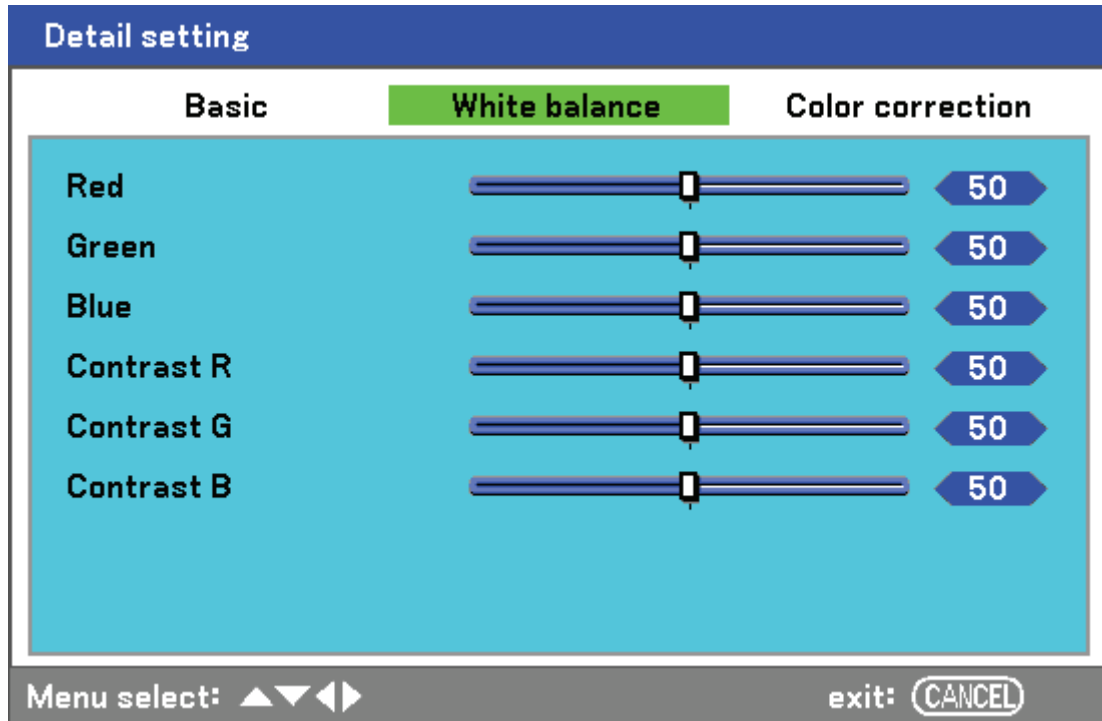 Detail setting
Basic White balance Color correction
Red 50
Green 50
Blue 50
Contrast R 50
Contrast G 50
Contrast B 50
Menu select: ▲▼◀▶ exit: CANCEL